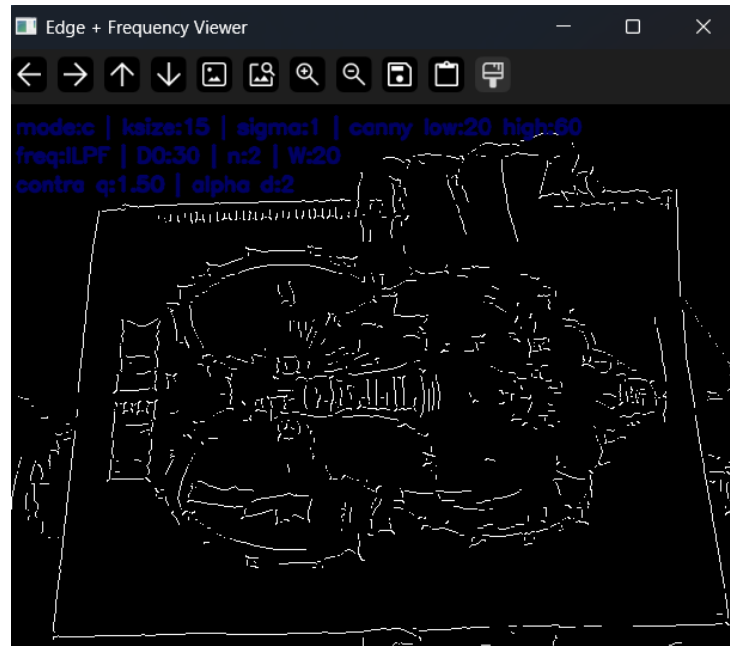 Edge + Frequency Viewer
mode:c | ksize:15 | sigma:1 | canny low:20 high:60
freq:ILPF | D0:30 | n:2 | W:20
contra q:1.50 | alpha d:2